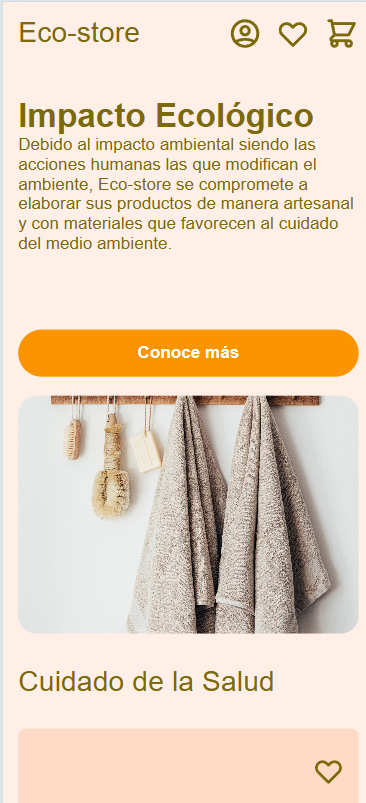 Eco-store
Impacto Ecológico
Debido al impacto ambiental siendo las
acciones humanas las que modifican el
ambiente, Eco-store se compromete a
elaborar sus productos de manera artesanal
y con materiales que favorecen al cuidado
del medio ambiente.
Conoce más
Cuidado de la Salud